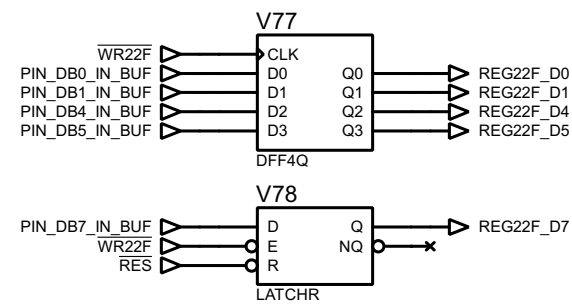 V77
WR22F CLK
PIN_DB0_IN_BUF D0 Q0 REG22F_D0
PIN_DB1_IN_BUF D1 Q1 REG22F_D1
PIN_DB4_IN_BUF D2 Q2 REG22F_D4
PIN_DB5_IN_BUF D3 Q3 REG22F_D5
DFF4Q
V78
PIN_DB7_IN_BUF D Q REG22F_D7
WR22F E NQ
RES R
LATCHR